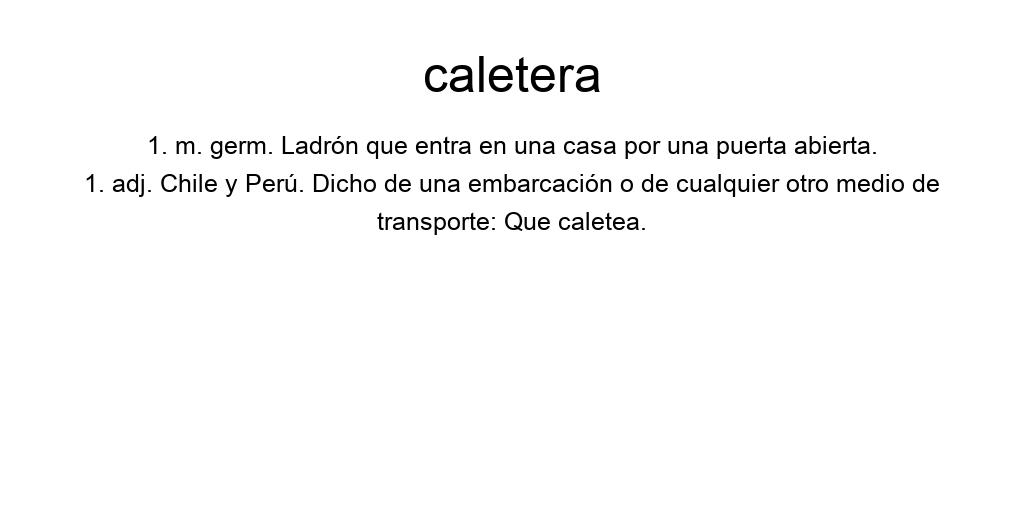 caletera
1. m. germ. Ladrón que entra en una casa por una puerta abierta.
1. adj. Chile y Perú. Dicho de una embarcación o de cualquier otro medio de
transporte: Que caletea.